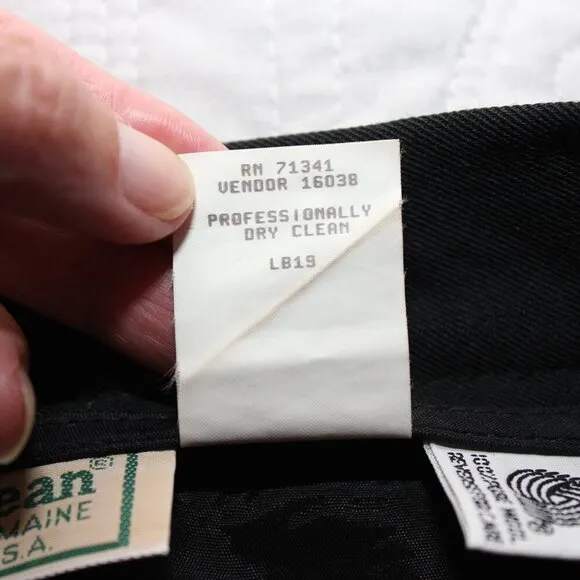 RN 71341
VENDOR 16038
PROFESSIONALLY
DRY CLEAN
LB19
ean®
MAINE
S.A.